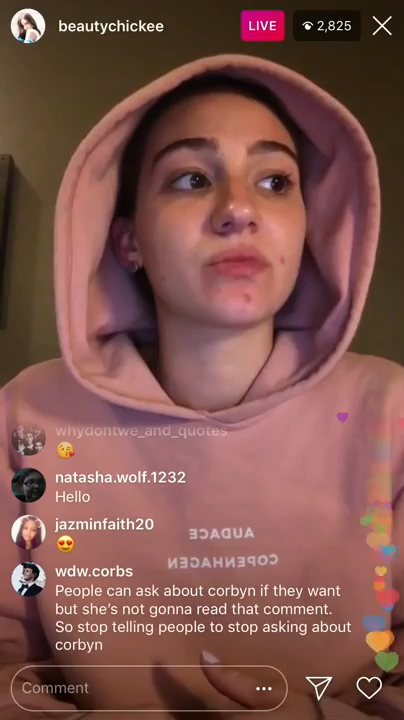 beautychickee
LIVE
2,825
whydontwe_and_quotes
natasha.wolf.1232
Hello
jazminfaith20
AUDACE
COPENHAGEN
wdw.corbs
People can ask about corbyn if they want
but she's not gonna read that comment.
So stop telling people to stop asking about
corbyn
Comment